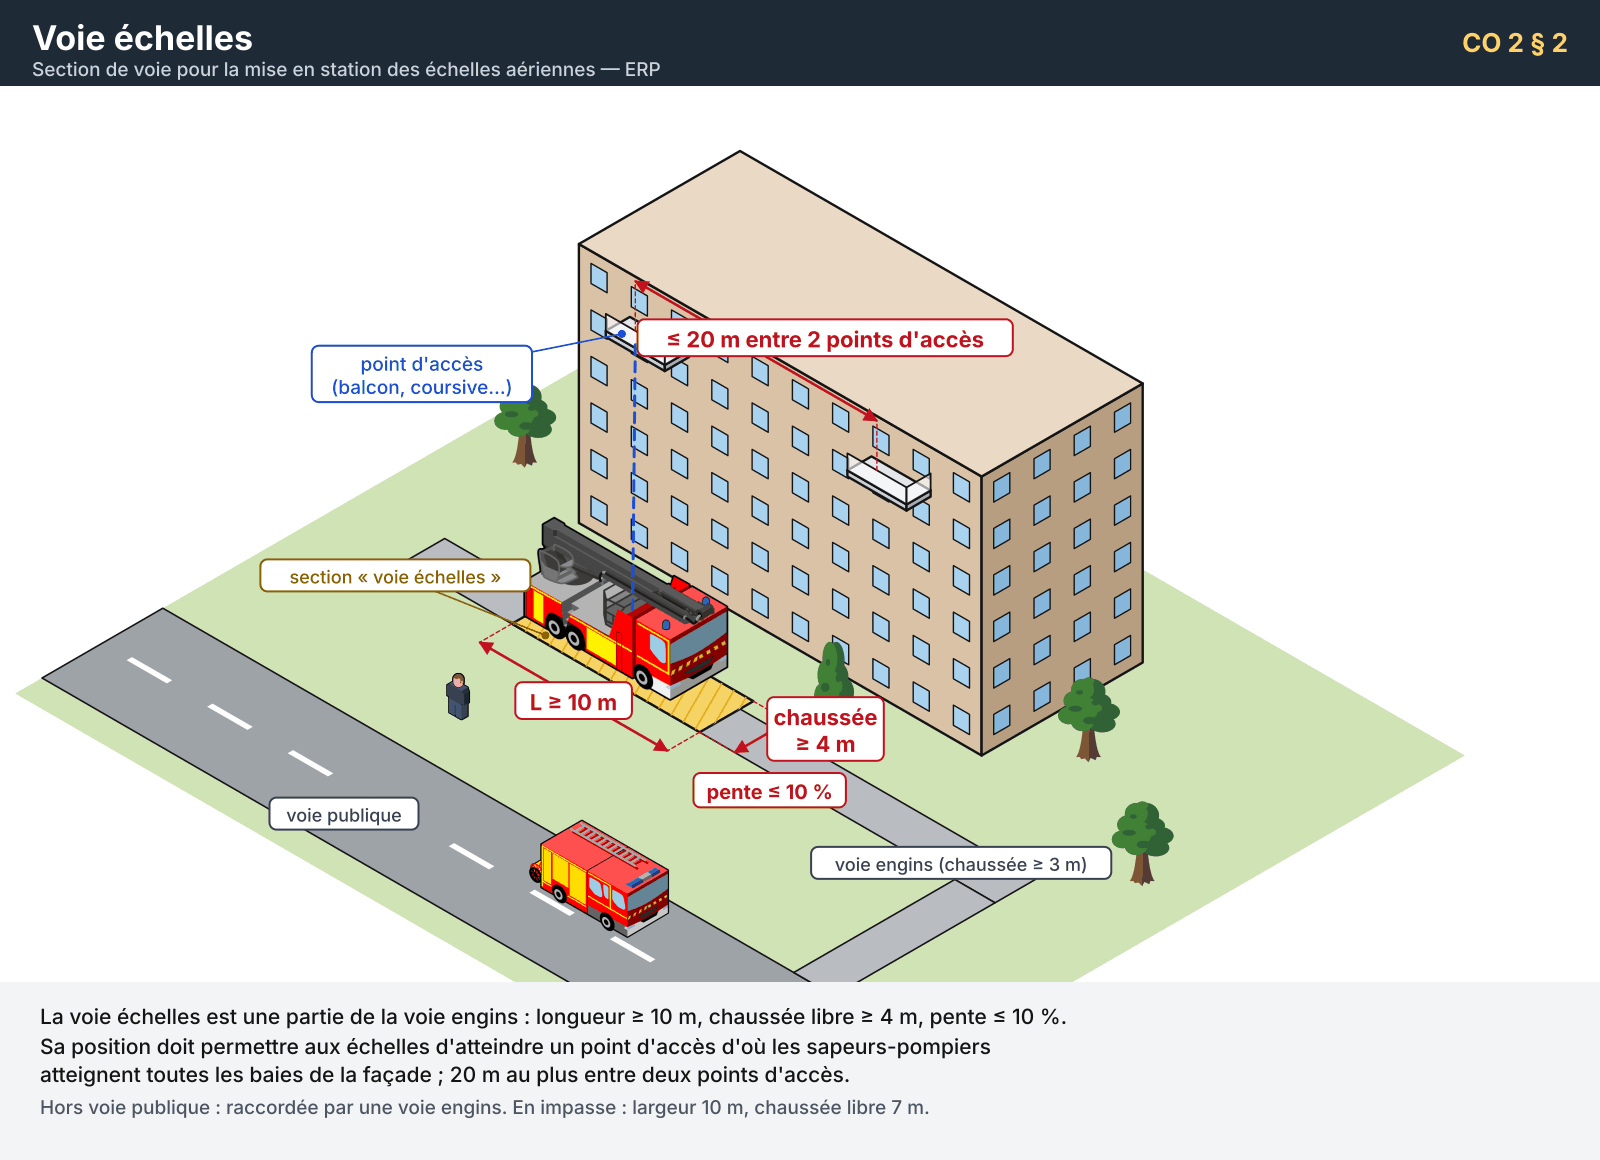 Voie échelles
CO 2 § 2
Section de voie pour la mise en station des échelles aériennes — ERP
≤ 20 m entre 2 points d'accès
point d'accès
(balcon, coursive…)
section « voie échelles »
L ≥ 10 m
chaussée
≥ 4 m
pente ≤ 10 %
voie publique
voie engins (chaussée ≥ 3 m)
La voie échelles est une partie de la voie engins : longueur ≥ 10 m, chaussée libre ≥ 4 m, pente ≤ 10 %.
Sa position doit permettre aux échelles d'atteindre un point d'accès d'où les sapeurs-pompiers
atteignent toutes les baies de la façade ; 20 m au plus entre deux points d'accès.
Hors voie publique : raccordée par une voie engins. En impasse : largeur 10 m, chaussée libre 7 m.